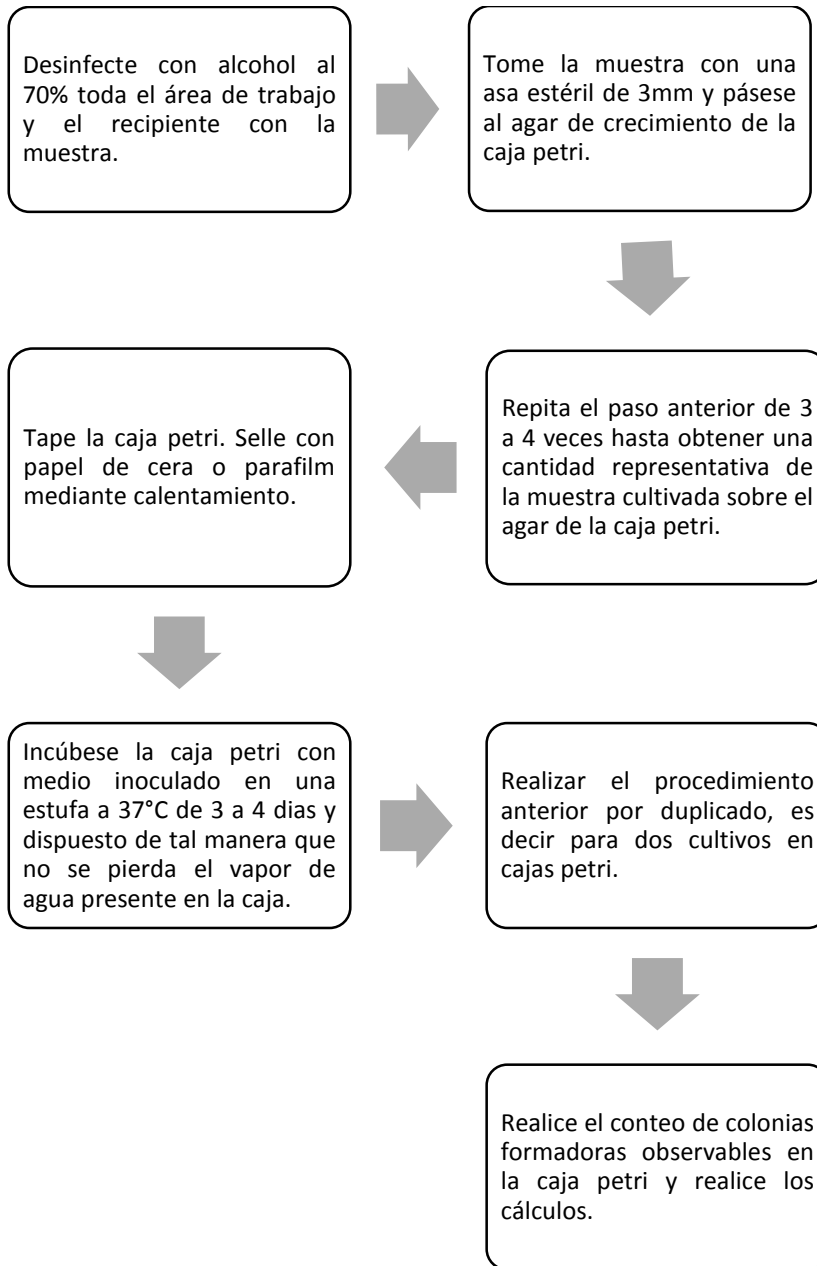 Desinfecte con alcohol al
70% toda el área de trabajo
y el recipiente con la
muestra.
Tome la muestra con una
asa estéril de 3mm y pásese
al agar de crecimiento de la
caja petri.
Repita el paso anterior de 3
a 4 veces hasta obtener una
cantidad representativa de
la muestra cultivada sobre el
agar de la caja petri.
Tape la caja petri. Selle con
papel de cera o parafilm
mediante calentamiento.
Incúbese la caja petri con
medio inoculado en una
estufa a 37°C de 3 a 4 dias y
dispuesto de tal manera que
no se pierda el vapor de
agua presente en la caja.
Realizar el procedimiento
anterior por duplicado, es
decir para dos cultivos en
cajas petri.
Realice el conteo de colonias
formadoras observables en
la caja petri y realice los
cálculos.